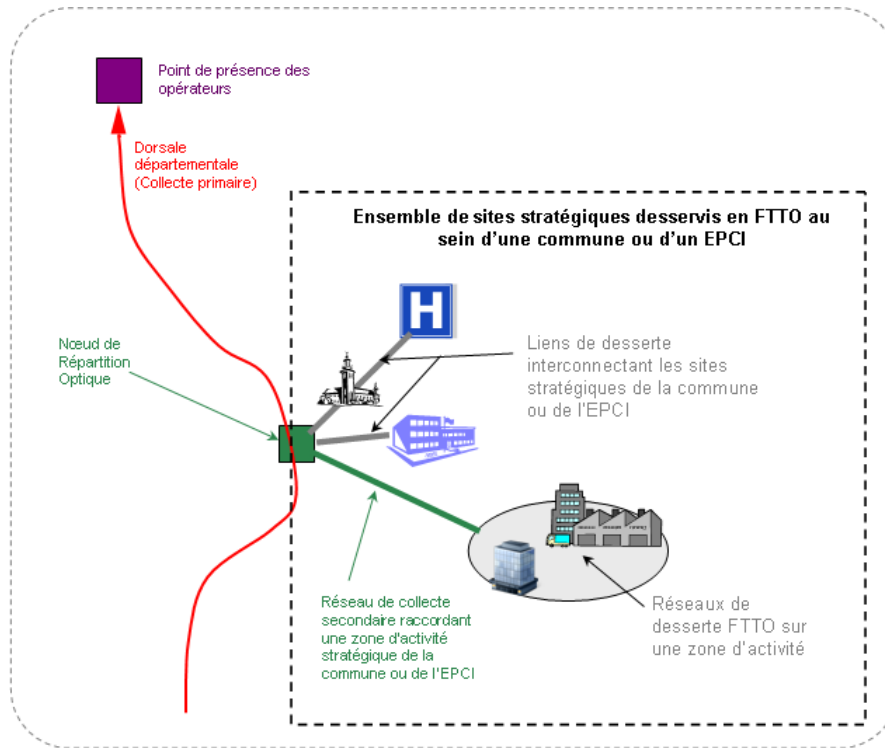 Point de présence des
opérateurs
Dorsale
départementale
(Collecte primaire)
Ensemble de sites stratégiques desservis en FTTO au
sein d'une commune ou d'un EPCI
H
Nœud de
Répartition
Optique
Liens de desserte
interconnectant les sites
stratégiques de la commune
ou de l'EPCI
Réseau de collecte
secondaire raccordant
une zone d'activité
stratégique de la
commune ou de l'EPCI
Réseaux de
desserte FTTO sur
une zone d'activité